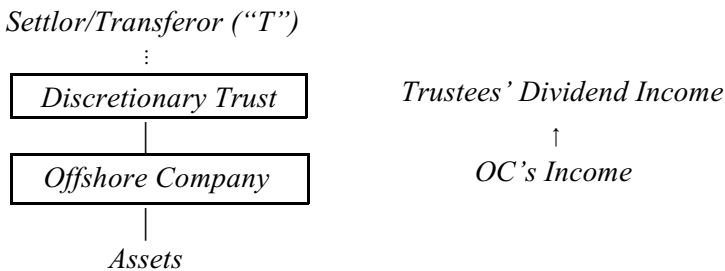 Settlor/Transferor (“T”)
Discretionary Trust
Trustees’ Dividend Income
Offshore Company
OC’s Income
Assets